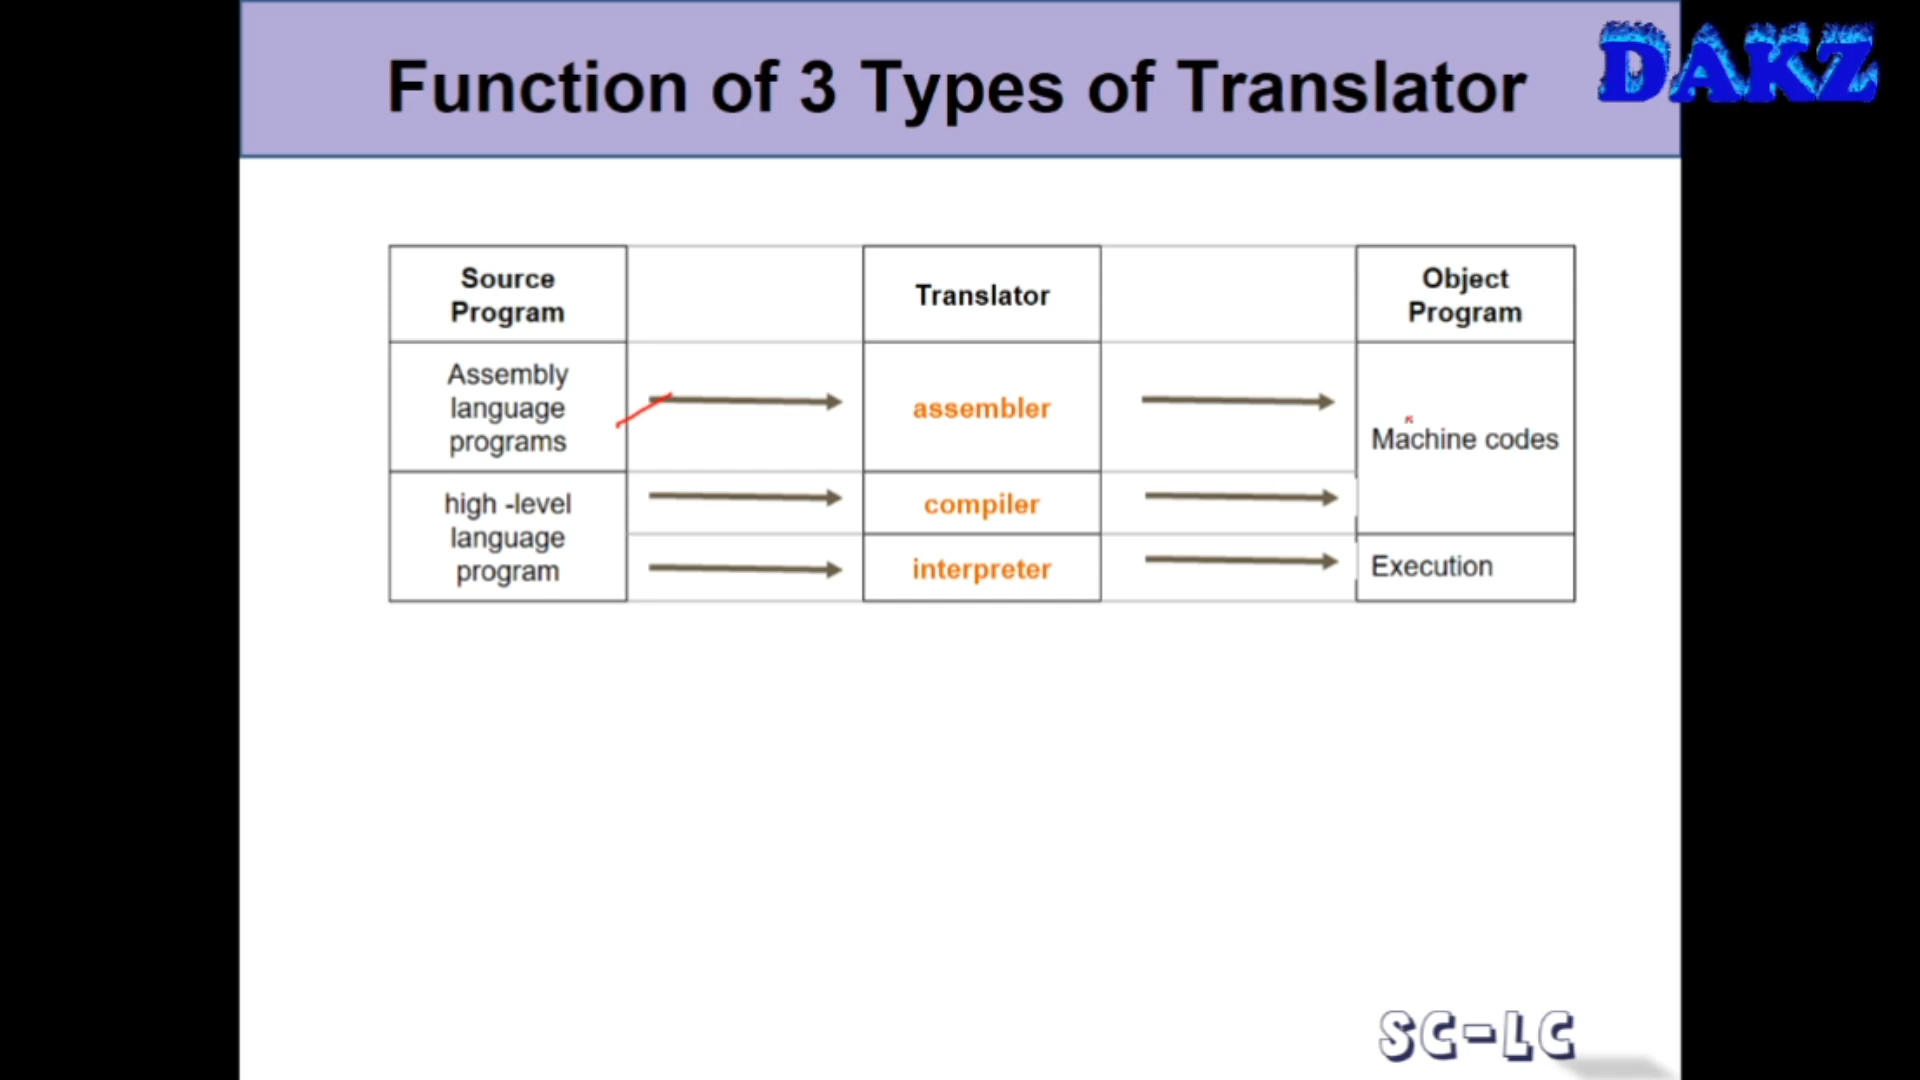 Function of 3 Types of Translator
DAKZ
Source
Program
Translator
Object
Program
Assembly
language
programs
assembler
Machine codes
high -level
language
program
compiler
interpreter
Execution
SC-LC